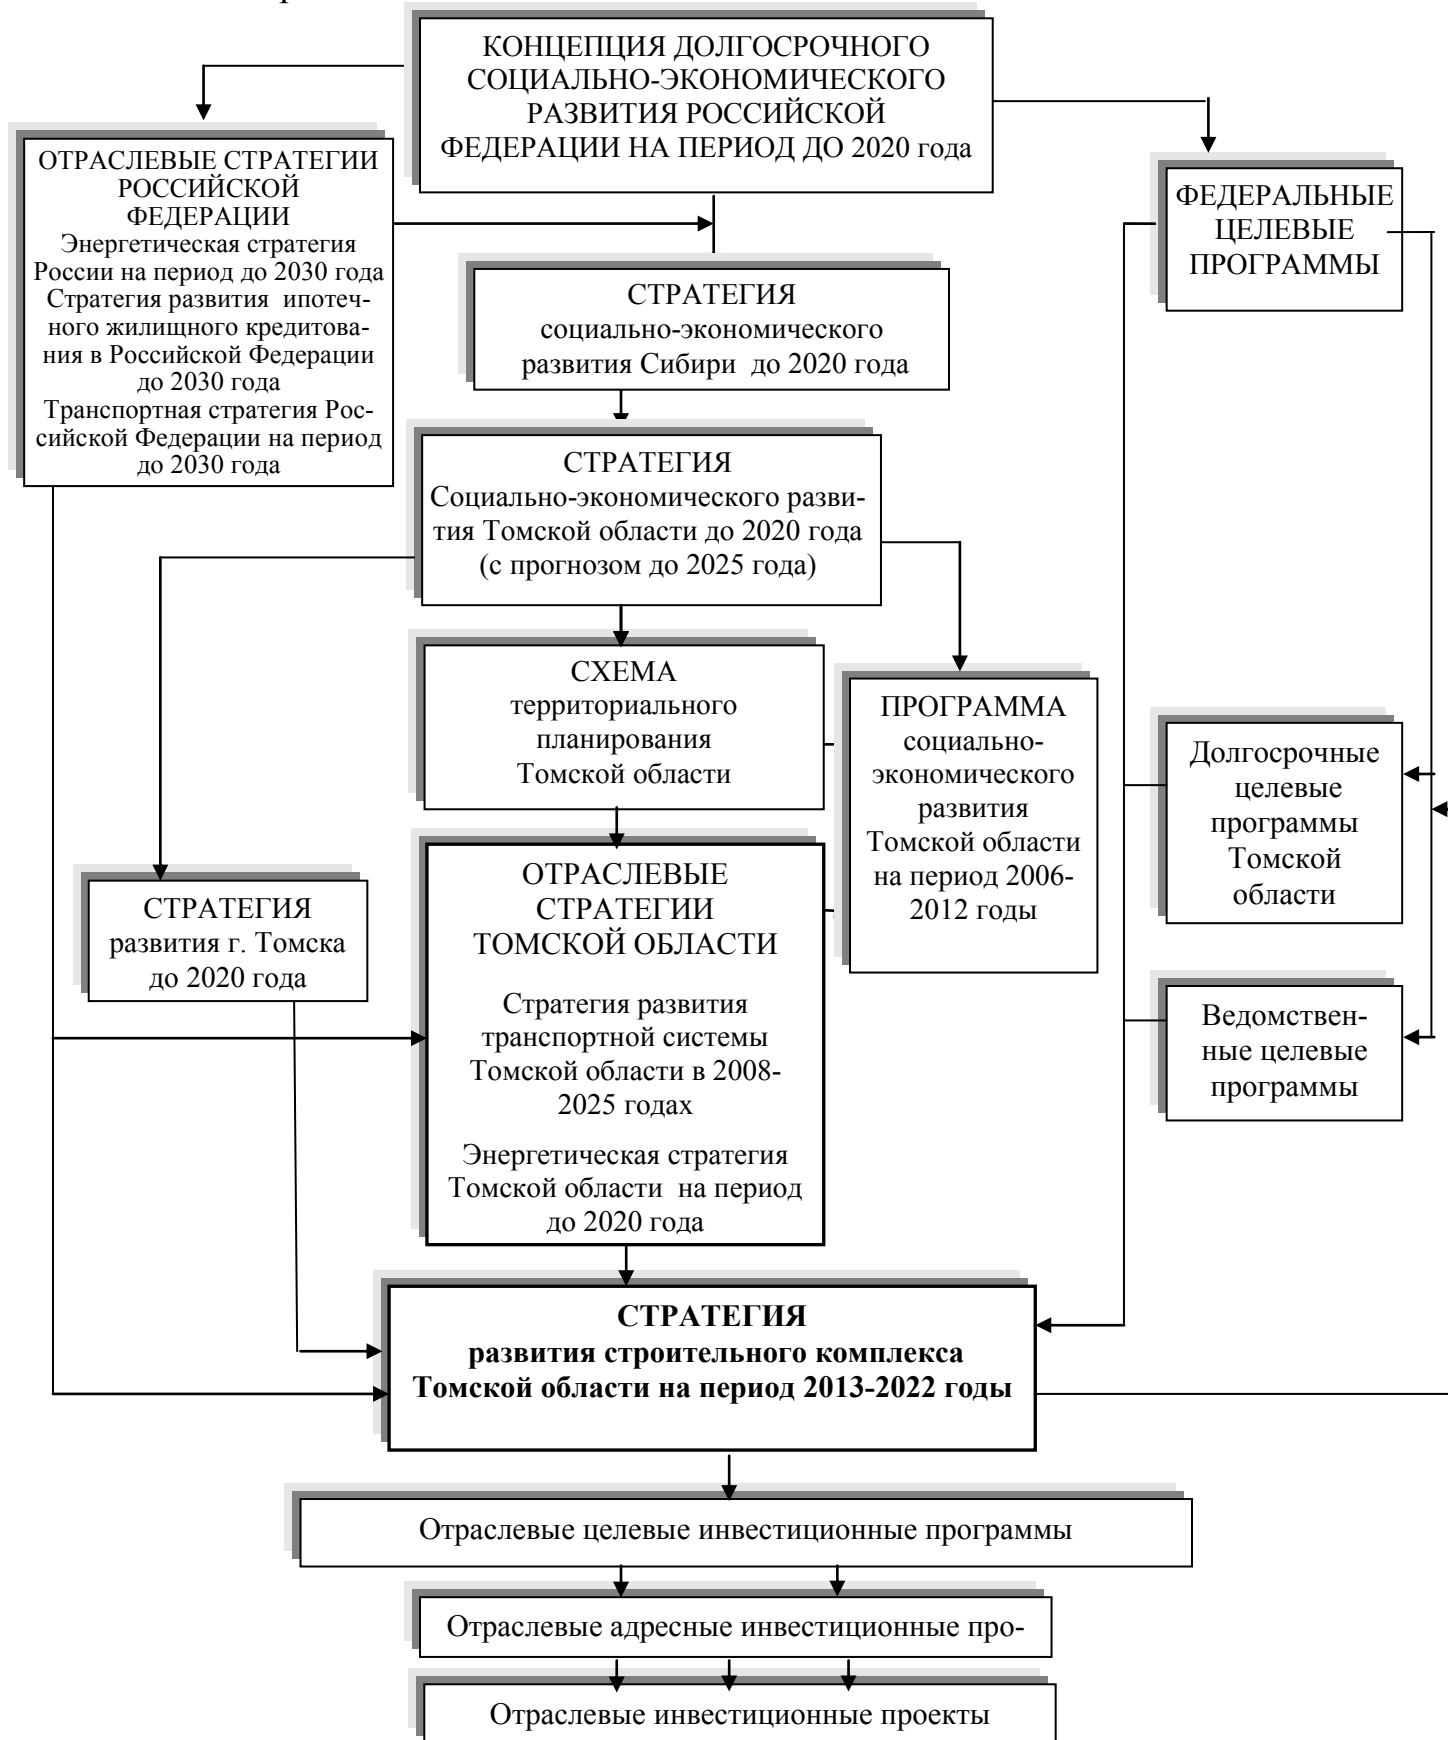 КОНЦЕПЦИЯ ДОЛГОСРОЧНОГО
СОЦИАЛЬНО-ЭКОНОМИЧЕСКОГО
РАЗВИТИЯ РОССИЙСКОЙ
ФЕДЕРАЦИИ НА ПЕРИОД ДО 2020 года
ОТРАСЛЕВЫЕ СТРАТЕГИИ
РОССИЙСКОЙ
ФЕДЕРАЦИИ
Энергетическая стратегия
России на период до 2030 года
Стратегия развития ипотеч-
ного жилищного кредитова-
ния в Российской Федерации
до 2030 года
Транспортная стратегия Рос-
сийской Федерации на период
до 2030 года
ФЕДЕРАЛЬНЫЕ
ЦЕЛЕВЫЕ
ПРОГРАММЫ
СТРАТЕГИЯ
социально-экономического
развития Сибири до 2020 года
СТРАТЕГИЯ
Социально-экономического разви-
тия Томской области до 2020 года
(с прогнозом до 2025 года)
СХЕМА
территориального
планирования
Томской области
ПРОГРАММА
социально-
экономического
развития
Томской области
на период 2006-
2012 годы
Долгосрочные
целевые
программы
Томской
области
СТРАТЕГИЯ
развития г. Томска
до 2020 года
ОТРАСЛЕВЫЕ
СТРАТЕГИИ
ТОМСКОЙ ОБЛАСТИ
Стратегия развития
транспортной системы
Томской области в 2008-
2025 годах
Энергетическая стратегия
Томской области на период
до 2020 года
Ведомствен-
ные целевые
программы
СТРАТЕГИЯ
развития строительного комплекса
Томской области на период 2013-2022 годы
Отраслевые целевые инвестиционные программы
Отраслевые адресные инвестиционные про-
Отраслевые инвестиционные проекты